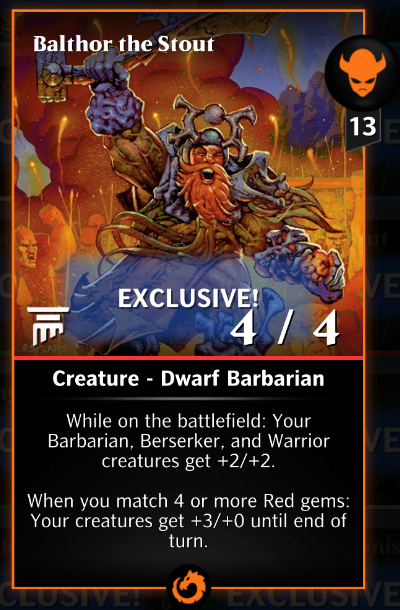 Balthor the Stout
13
EXCLUSIVE!
4 / 4
Creature - Dwarf Barbarian
While on the battlefield: Your
Barbarian, Berserker, and Warrior
creatures get +2/+2.
When you match 4 or more Red gems:
Your creatures get +3/+0 until end of
turn.